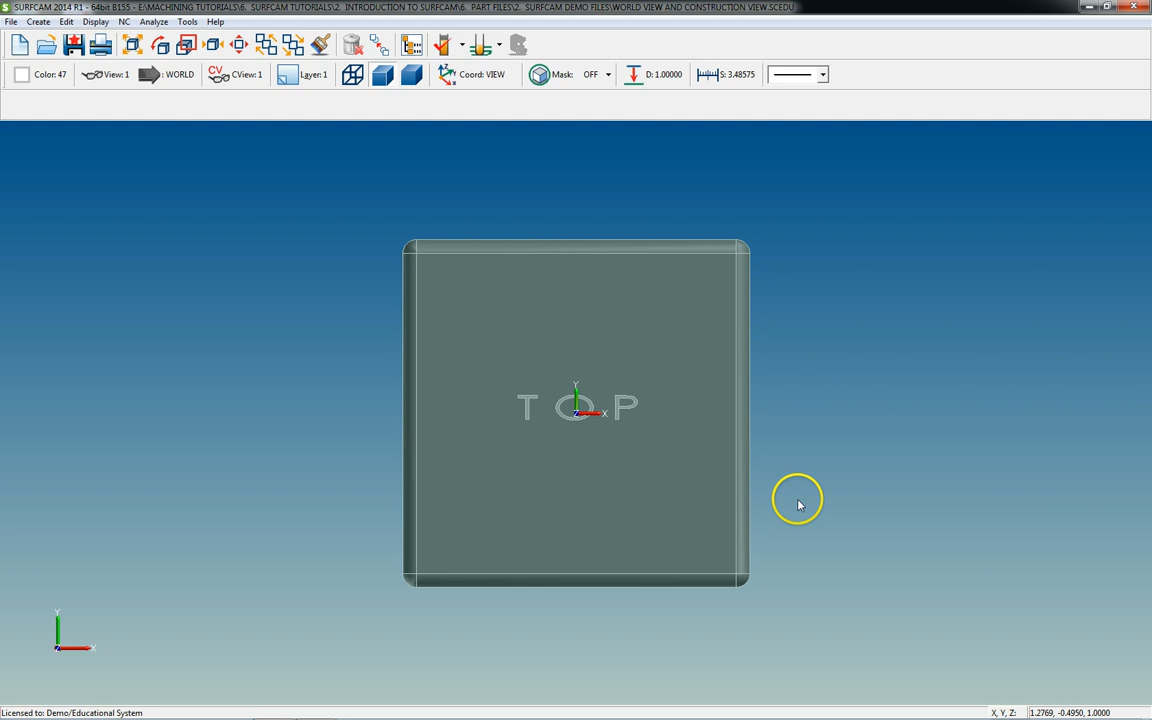 SURFCAM 2014 R1 - 64bit B155 - E:\MACHINING TUTORIALS\6. SURFCAM TUTORIALS\2. INTRODUCTION TO SURFCAM\6. PART FILES\2. SURFCAM DEMO FILES\WORLD VIEW AND CONSTRUCTION VIEW.SCEDU
File Create Edit Display NC Analyze Tools Help
Color: 47 View: 1 : WORLD CV CView: 1 Layer: 1 Coord: VIEW Mask: OFF D: 1.00000 S: 3.48575
Y
T O P
X
Y
X
Licensed to: Demo/Educational System X, Y, Z: 1.2769, -0.4950, 1.0000